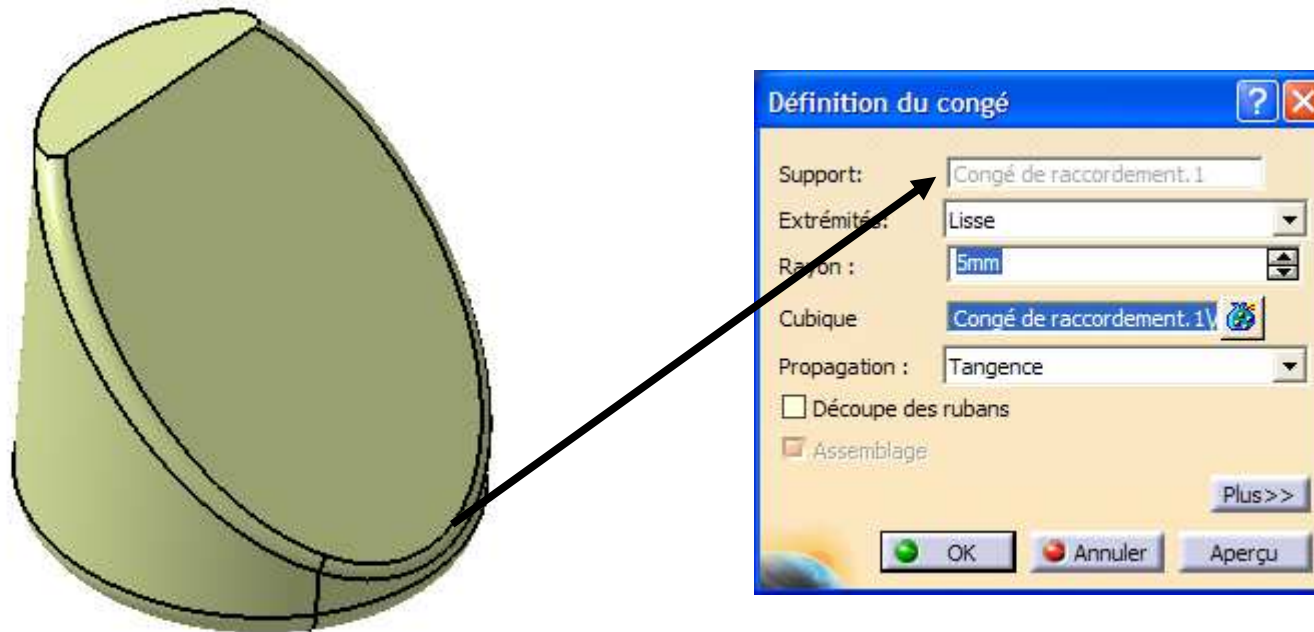 Définition du congé
Support: Congé de raccordement.1
Extrémités: Lisse
Rayon : 5mm
Cubique Congé de raccordement.1\
Propagation : Tangence
Découpe des rubans
Assemblage
Plus>>
OK Annuler Aperçu